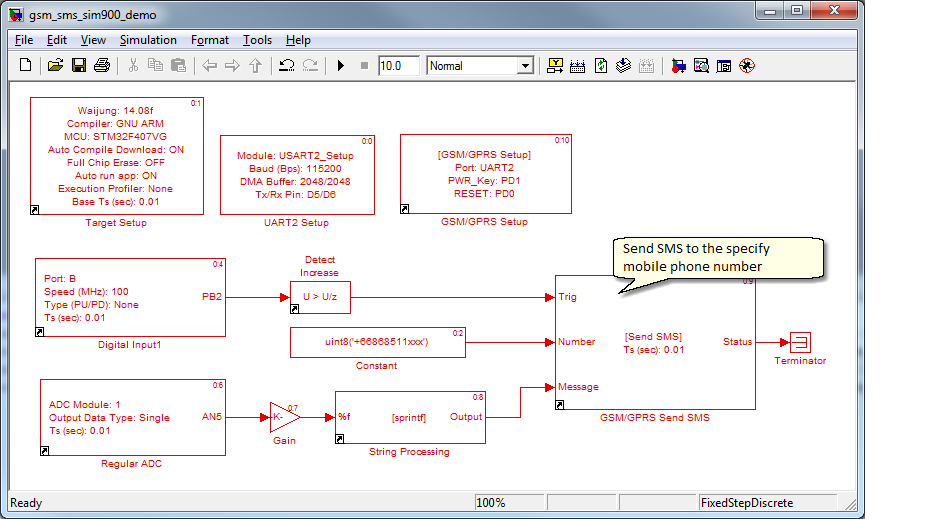 gsm_sms_sim900_demo
File Edit View Simulation Format Tools Help
10.0 Normal
0:1
Waijung: 14.08f
Compiler: GNU ARM
MCU: STM32F407VG
Auto Compile Download: ON
Full Chip Erase: OFF
Auto run app: ON
Execution Profiler: None
Base Ts (sec): 0.01
Target Setup
0:0
Module: USART2_Setup
Baud (Bps): 115200
DMA Buffer: 2048/2048
Tx/Rx Pin: D5/D6
UART2 Setup
0:10
[GSM/GPRS Setup]
Port: UART2
PWR_Key: PD1
RESET: PD0
GSM/GPRS Setup
Send SMS to the specify
mobile phone number
0:4
Port: B
Speed (MHz): 100
Type (PU/PD): None
Ts (sec): 0.01
PB2
Digital Input1
Detect
Increase
U > U/z
0:2
uint8('+66868511xxx')
Constant
0:6
ADC Module: 1
Output Data Type: Single
Ts (sec): 0.01
AN5
Regular ADC
0:7
K-
Gain
0:8
%f
[sprintf]
Output
String Processing
0:9
Trig
Number
Message
[Send SMS]
Ts (sec): 0.01
Status
GSM/GPRS Send SMS
Terminator
Ready 100% FixedStepDiscrete